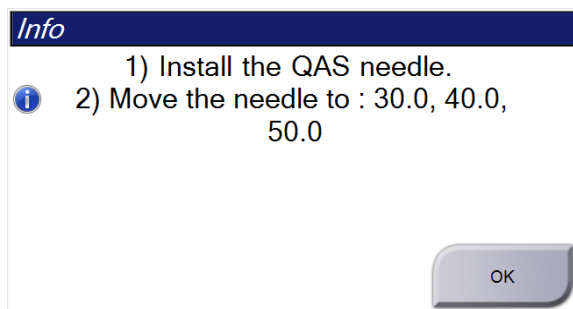 Info
1) Install the QAS needle.
2) Move the needle to : 30.0, 40.0,
50.0
OK